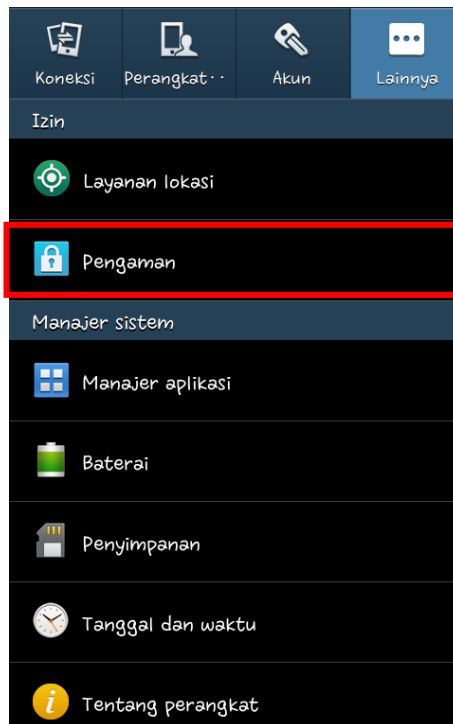 Koneksi
Perangkat··
Akun
Lainnya
Izin
Layanan lokasi
Pengaman
Manajer sistem
Manajer aplikasi
Baterai
Penyimpanan
Tanggal dan waktu
Tentang perangkat